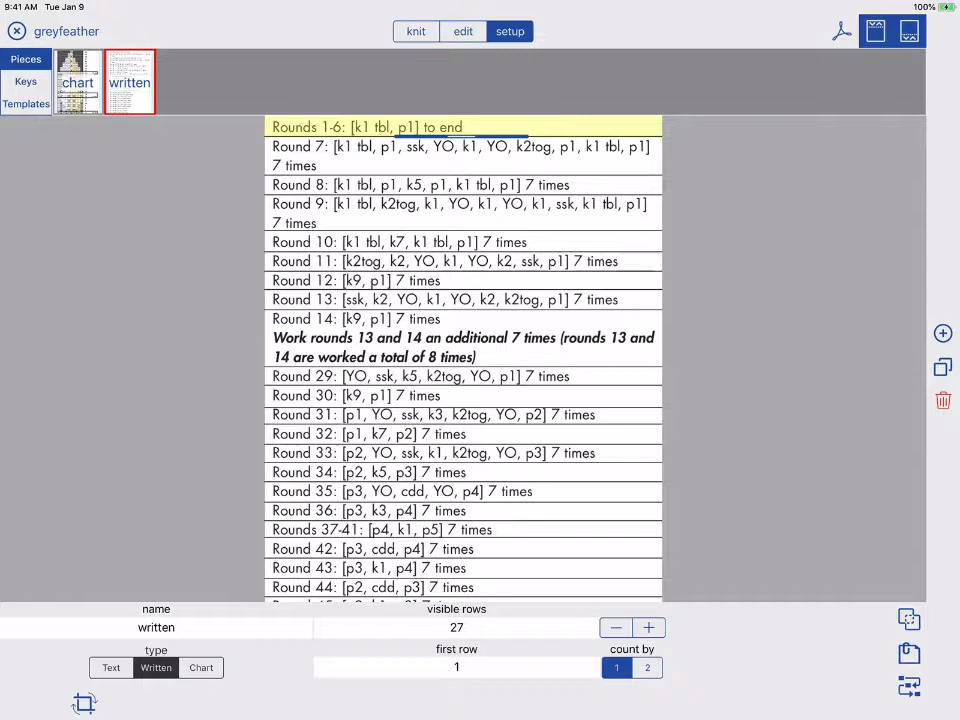 9:41 AM Tue Jan 9
100%
greyfeather
knit
edit
setup
Pieces
Keys
Templates
chart
written
Rounds 1-6: [k1 tbl, p1] to end
Round 7: [k1 tbl, p1, ssk, YO, k1, YO, k2tog, p1, k1 tbl, p1]
7 times
Round 8: [k1 tbl, p1, k5, p1, k1 tbl, p1] 7 times
Round 9: [k1 tbl, k2tog, k1, YO, k1, YO, k1, ssk, k1 tbl, p1]
7 times
Round 10: [k1 tbl, k7, k1 tbl, p1] 7 times
Round 11: [k2tog, k2, YO, k1, YO, k2, ssk, p1] 7 times
Round 12: [k9, p1] 7 times
Round 13: [ssk, k2, YO, k1, YO, k2, k2tog, p1] 7 times
Round 14: [k9, p1] 7 times
Work rounds 13 and 14 an additional 7 times (rounds 13 and
14 are worked a total of 8 times)
Round 29: [YO, ssk, k5, k2tog, YO, p1] 7 times
Round 30: [k9, p1] 7 times
Round 31: [p1, YO, ssk, k3, k2tog, YO, p2] 7 times
Round 32: [p1, k7, p2] 7 times
Round 33: [p2, YO, ssk, k1, k2tog, YO, p3] 7 times
Round 34: [p2, k5, p3] 7 times
Round 35: [p3, YO, cdd, YO, p4] 7 times
Round 36: [p3, k3, p4] 7 times
Rounds 37-41: [p4, k1, p5] 7 times
Round 42: [p3, cdd, p4] 7 times
Round 43: [p3, k1, p4] 7 times
Round 44: [p2, cdd, p3] 7 times
name
visible rows
written
27
type
first row
count by
Text
Written
Chart
1
1
2